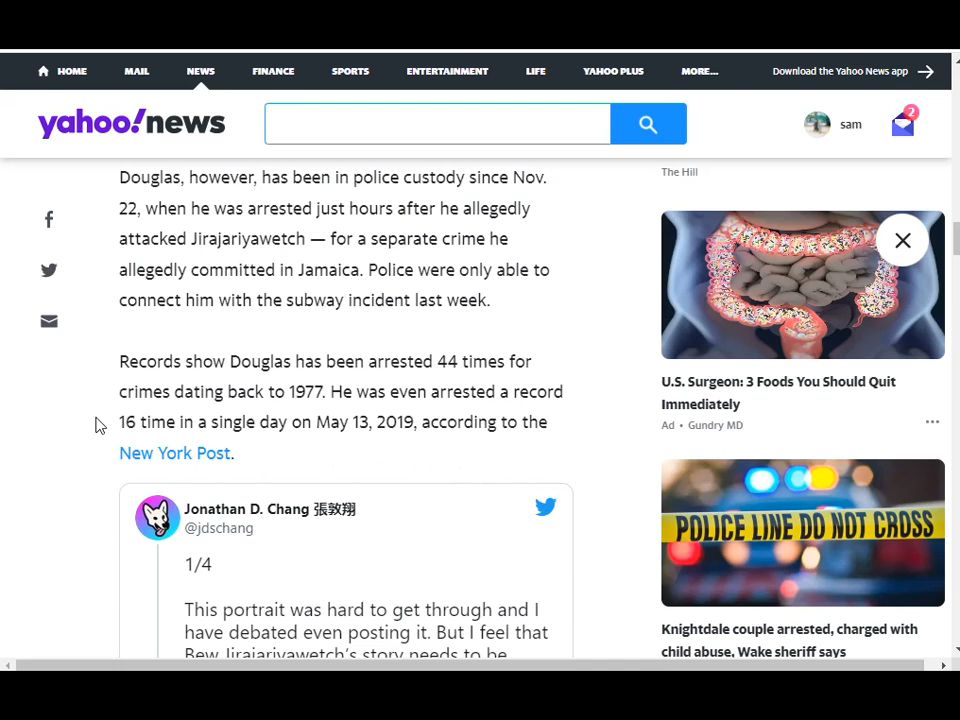 HOME MAIL NEWS FINANCE SPORTS ENTERTAINMENT LIFE YAHOO PLUS MORE... Download the Yahoo News app
yahoo!news
sam
2
Douglas, however, has been in police custody since Nov.
22, when he was arrested just hours after he allegedly
attacked Jirajariyawetch — for a separate crime he
allegedly committed in Jamaica. Police were only able to
connect him with the subway incident last week.
Records show Douglas has been arrested 44 times for
crimes dating back to 1977. He was even arrested a record
16 time in a single day on May 13, 2019, according to the
New York Post.
Jonathan D. Chang 張敦翔
@jdschang
1/4
This portrait was hard to get through and I
have debated even posting it. But I feel that
Bew Jirajariyawetch's story needs to be
The Hill
U.S. Surgeon: 3 Foods You Should Quit
Immediately
Ad • Gundry MD
...
POLICE LINE DO NOT CROSS
Knightdale couple arrested, charged with
child abuse, Wake sheriff says